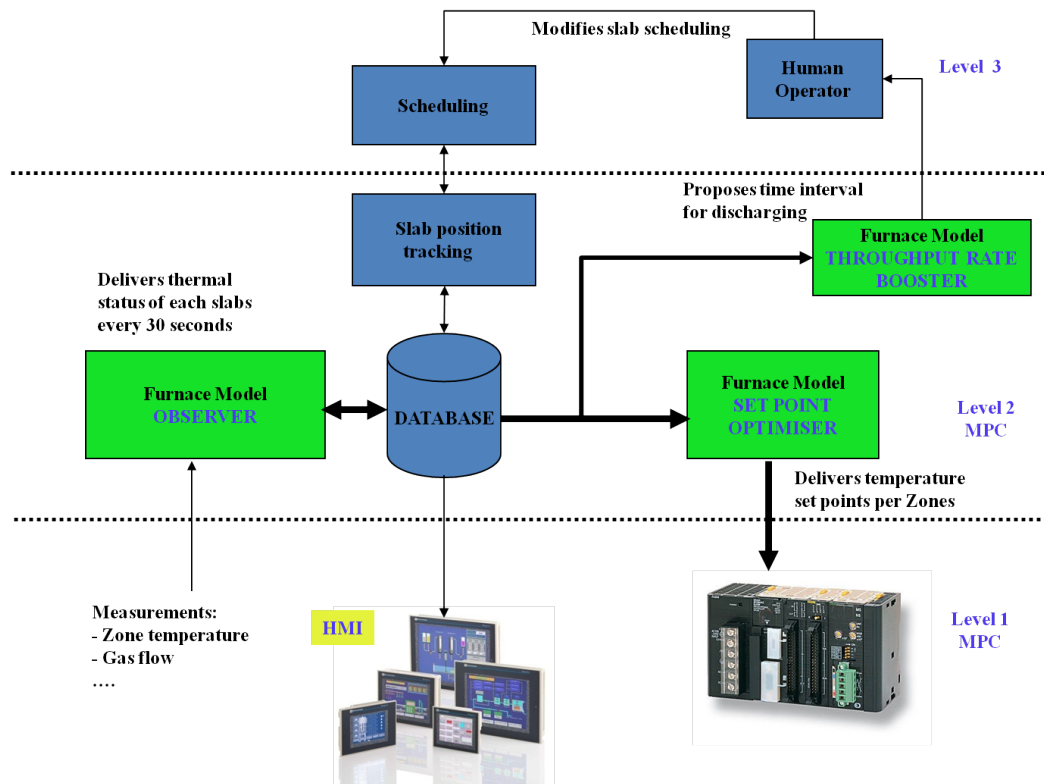 Modifies slab scheduling
Human
Operator
Level  3
Scheduling
Proposes time interval
for discharging
Slab position
tracking
Furnace Model
THROUGHPUT RATE
BOOSTER
Delivers thermal
status of each slabs
every 30 seconds
Furnace Model
OBSERVER
DATABASE
Furnace Model
SET POINT
OPTIMISER
Level 2
MPC
Delivers temperature
set points per Zones
Measurements:
- Zone temperature
- Gas flow
….
HMI
Level 1
MPC